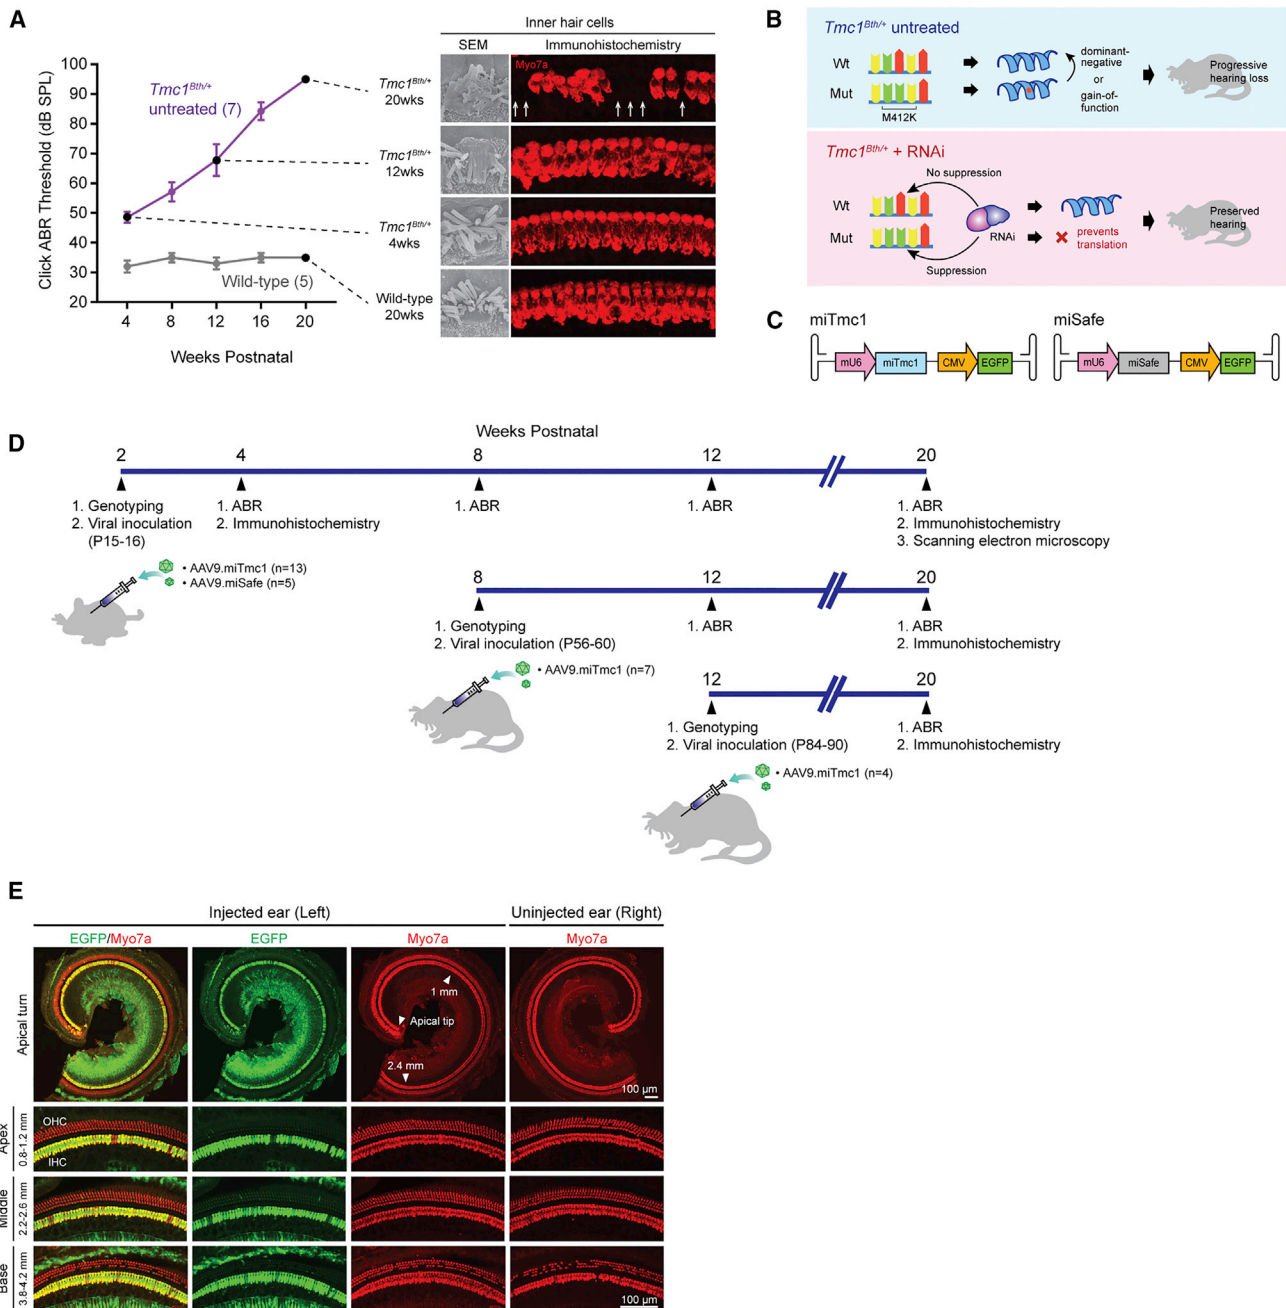 A
Click ABR Threshold (dB SPL)
100
90
80
70
60
50
40
30
20
4
8
12
16
20
Weeks Postnatal
Tmc1Bth/+
untreated (7)
Wild-type (5)
Inner hair cells
SEM
Immunohistochemistry
Myo7a
Tmc1Bth/+
20wks
Tmc1Bth/+
12wks
Tmc1Bth/+
4wks
Wild-type
20wks
B
Tmc1Bth/+ untreated
Wt
Mut
M412K
dominant-
negative
or
gain-of-
function
Progressive
hearing loss
Tmc1Bth/+ + RNAi
No suppression
Wt
Mut
RNAi
Suppression
prevents
translation
Preserved
hearing
C
miTmc1
mU6
miTmc1
CMV
EGFP
miSafe
mU6
miSafe
CMV
EGFP
D
Weeks Postnatal
2
4
8
12
20
1. Genotyping
2. Viral inoculation
(P15-16)
1. ABR
2. Immunohistochemistry
1. ABR
1. ABR
1. ABR
2. Immunohistochemistry
3. Scanning electron microscopy
• AAV9.miTmc1 (n=13)
• AAV9.miSafe (n=5)
8
12
20
1. Genotyping
2. Viral inoculation (P56-60)
1. ABR
1. ABR
2. Immunohistochemistry
• AAV9.miTmc1 (n=7)
12
20
1. Genotyping
2. Viral inoculation (P84-90)
1. ABR
2. Immunohistochemistry
• AAV9.miTmc1 (n=4)
E
Injected ear (Left)
Uninjected ear (Right)
EGFP/Myo7a
EGFP
Myo7a
Myo7a
Apical turn
1 mm
Apical tip
2.4 mm
100 µm
Apex
0.8-1.2 mm
OHC
IHC
Middle
2.2-2.6 mm
Base
3.8-4.2 mm
100 µm